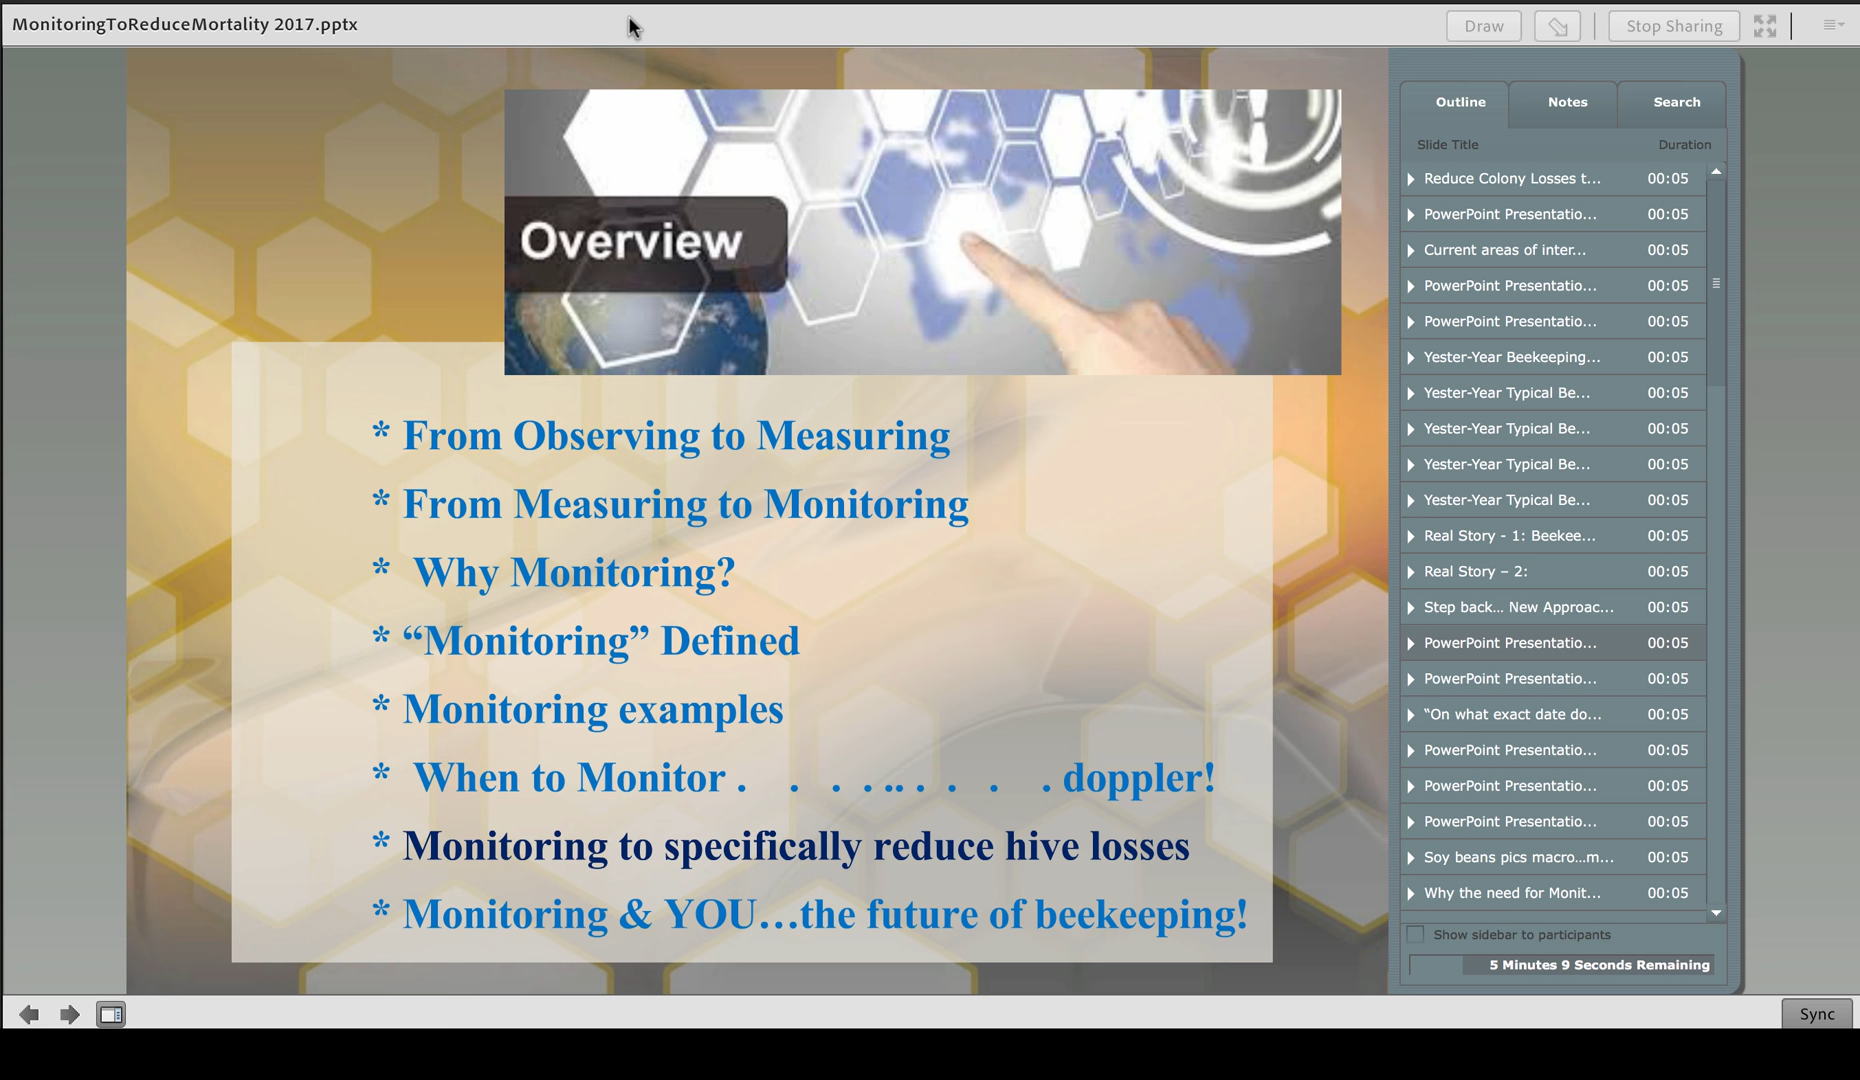 MonitoringToReduceMortality 2017.pptx
Draw
Stop Sharing
Overview
* From Observing to Measuring
* From Measuring to Monitoring
* Why Monitoring?
* “Monitoring” Defined
* Monitoring examples
* When to Monitor . . . . .. . . . . doppler!
* Monitoring to specifically reduce hive losses
* Monitoring & YOU…the future of beekeeping!
Outline Notes Search
Slide Title Duration
Reduce Colony Losses t... 00:05
PowerPoint Presentatio... 00:05
Current areas of inter... 00:05
PowerPoint Presentatio... 00:05
PowerPoint Presentatio... 00:05
Yester-Year Beekeeping... 00:05
Yester-Year Typical Be... 00:05
Yester-Year Typical Be... 00:05
Yester-Year Typical Be... 00:05
Yester-Year Typical Be... 00:05
Real Story - 1: Beekee... 00:05
Real Story – 2: 00:05
Step back... New Approac... 00:05
PowerPoint Presentatio... 00:05
PowerPoint Presentatio... 00:05
“On what exact date do... 00:05
PowerPoint Presentatio... 00:05
PowerPoint Presentatio... 00:05
PowerPoint Presentatio... 00:05
Soy beans pics macro...m... 00:05
Why the need for Monit... 00:05
Show sidebar to participants
5 Minutes 9 Seconds Remaining
Sync